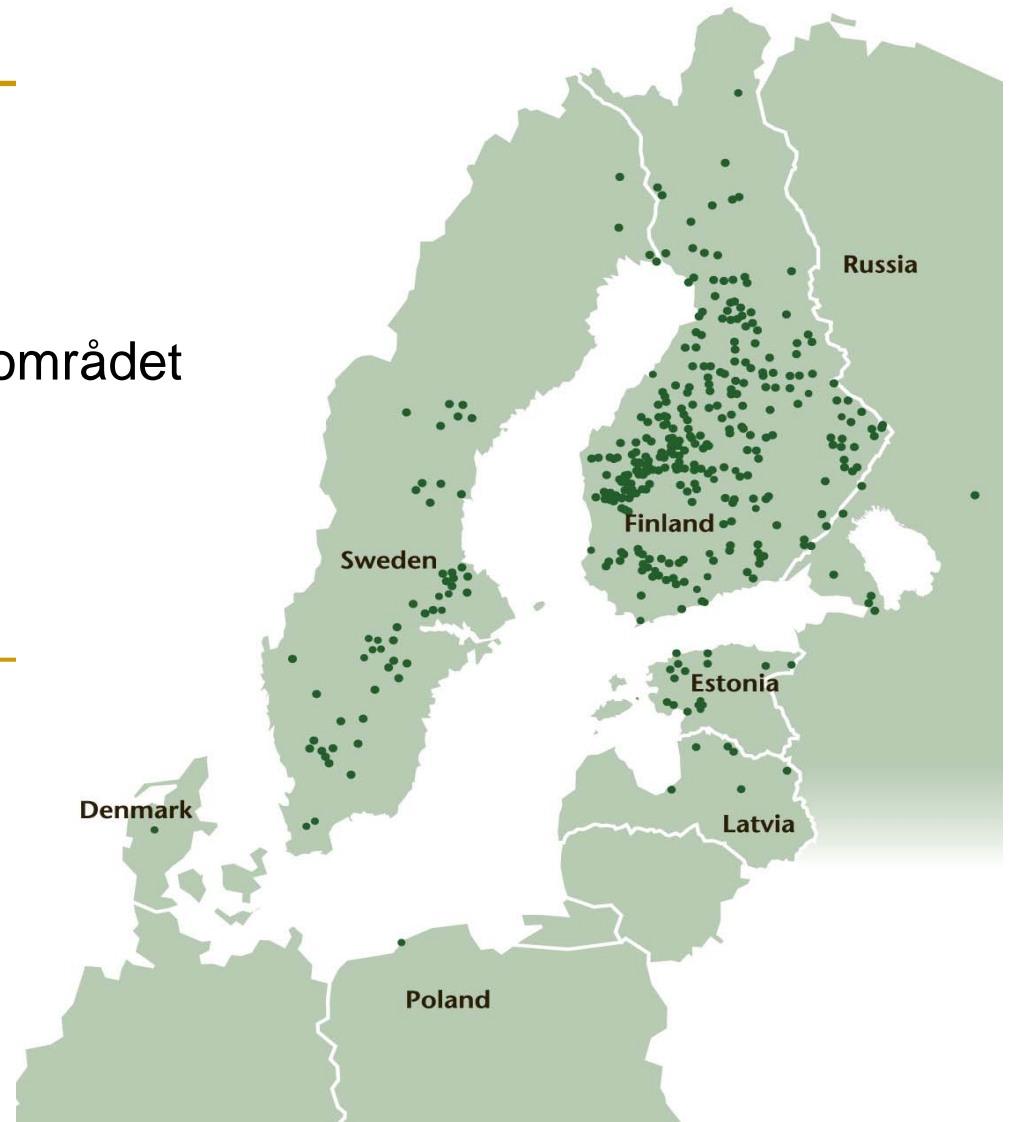 Russia
området
Finland
Sweden
Estonia
Denmark
Latvia
Poland